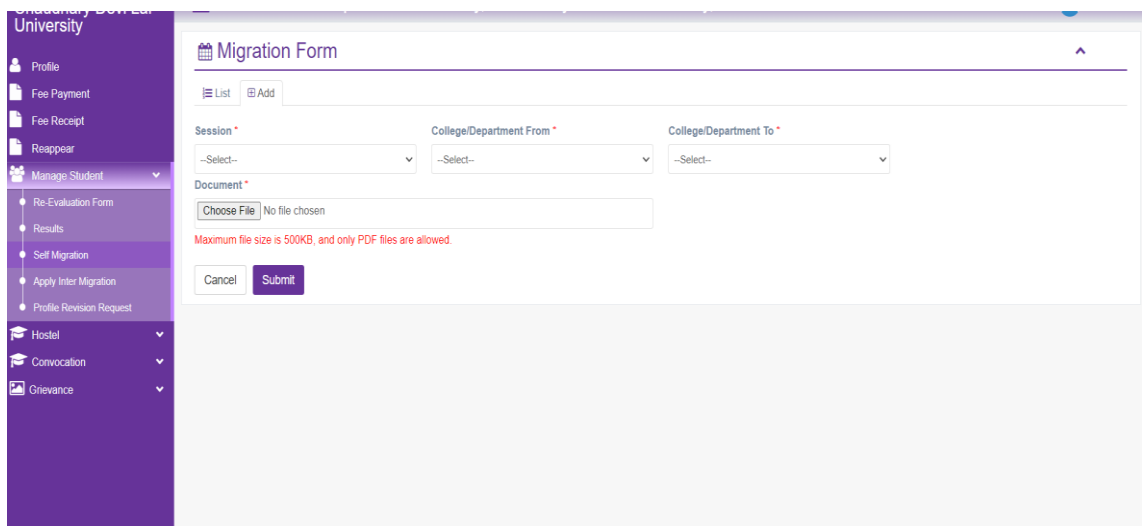 University
Profile
Fee Payment
Fee Receipt
Reappear
Manage Student
Re-Evaluation Form
Results
Self Migration
Apply Inter Migration
Profile Revision Request
Hostel
Convocation
Grievance
Migration Form
List Add
Session * College/Department From * College/Department To *
--Select-- --Select-- --Select--
Document *
Choose File No file chosen
Maximum file size is 500KB, and only PDF files are allowed.
Cancel Submit